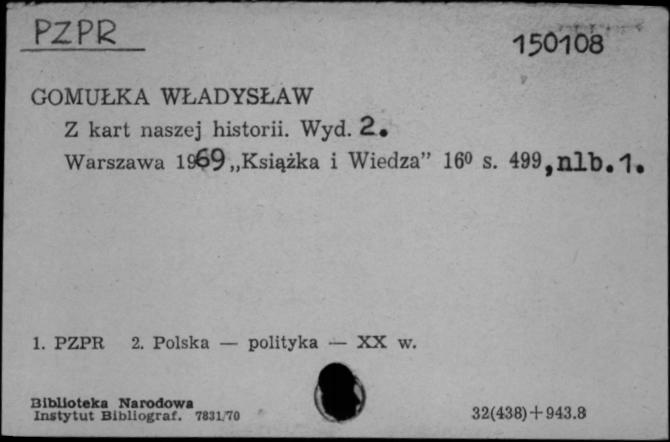 PZPR
150108
GOMUŁKA WŁADYSŁAW
Z kart naszej historii. Wyd. 2.
Warszawa 1969 „Książka i Wiedza” 16⁰ s. 499, nlb. 1.
1. PZPR 2. Polska — polityka — XX w.
Biblioteka Narodowa
Instytut Bibliograf. 7831/70
32(438)+943.8